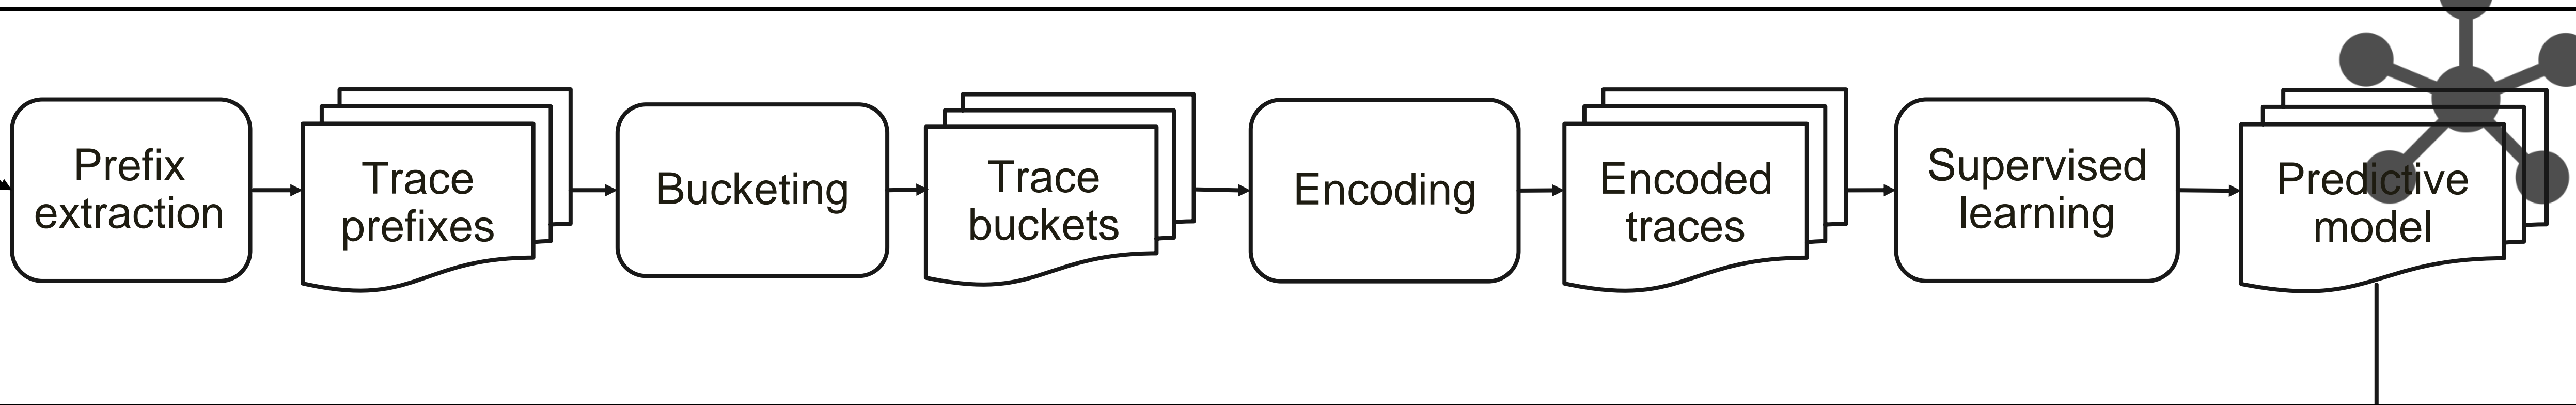 Prefix
extraction
Trace
prefixes
Bucketing
Trace
buckets
Encoding
Encoded
traces
Supervised
learning
Predictive
model